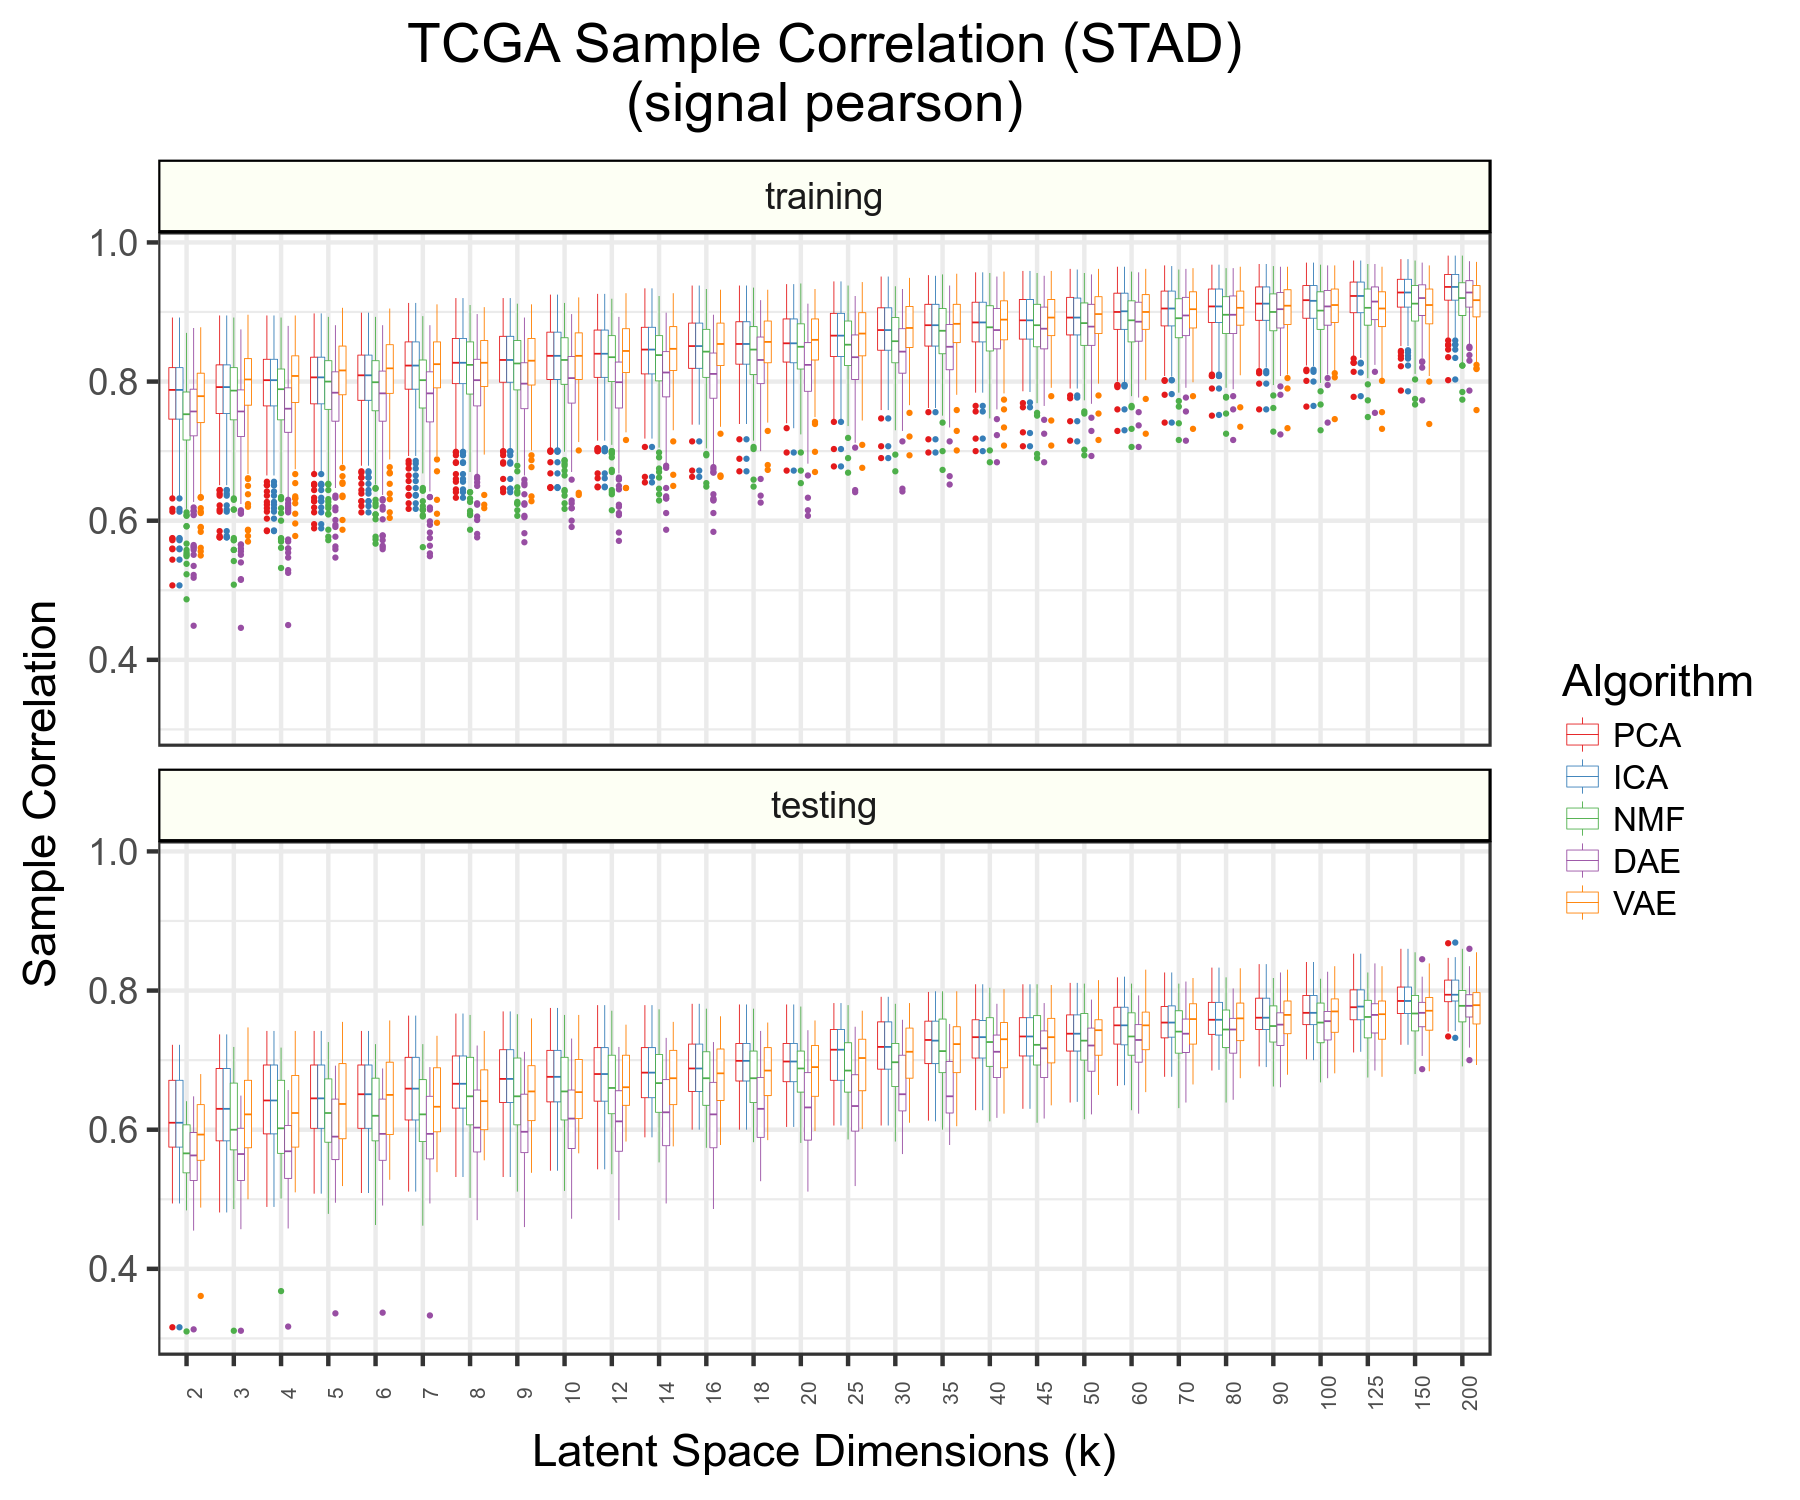 TCGA Sample Correlation (STAD)
(signal pearson)
training
1.0
0.8
0.6
0.4
Sample Correlation
testing
1.0
0.8
0.6
0.4
2 3 4 5 6 7 8 9 10 12 14 16 18 20 25 30 35 40 45 50 60 70 80 90 100 125 150 200
Latent Space Dimensions (k)
Algorithm
PCA
ICA
NMF
DAE
VAE